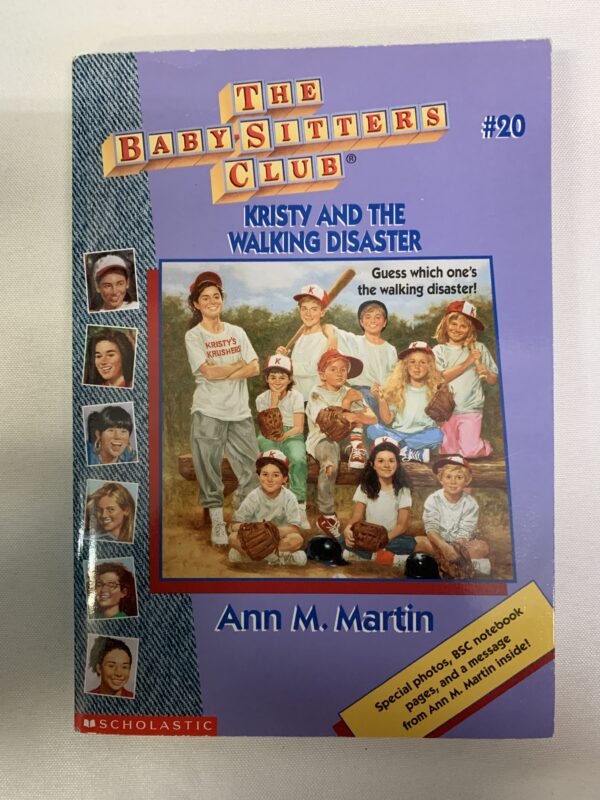 THE
BABY-SITTERS
CLUB®
#20
KRISTY AND THE
WALKING DISASTER
Guess which one's
the walking disaster!
KRISTY'S
KRUSHERS
K
K
K
K
K
K
Ann M. Martin
Special photos, BSC notebook
pages, and a message
from Ann M. Martin inside!
SCHOLASTIC